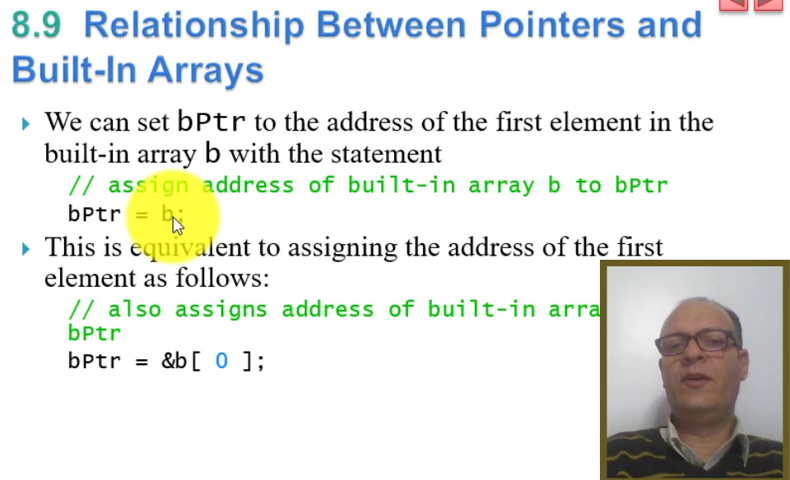 8.9 Relationship Between Pointers and
Built-In Arrays
We can set bPtr to the address of the first element in the
built-in array b with the statement
// assign address of built-in array b to bPtr
bPtr = b;
This is equivalent to assigning the address of the first
element as follows:
// also assigns address of built-in arra
bPtr
bPtr = &b[ 0 ];